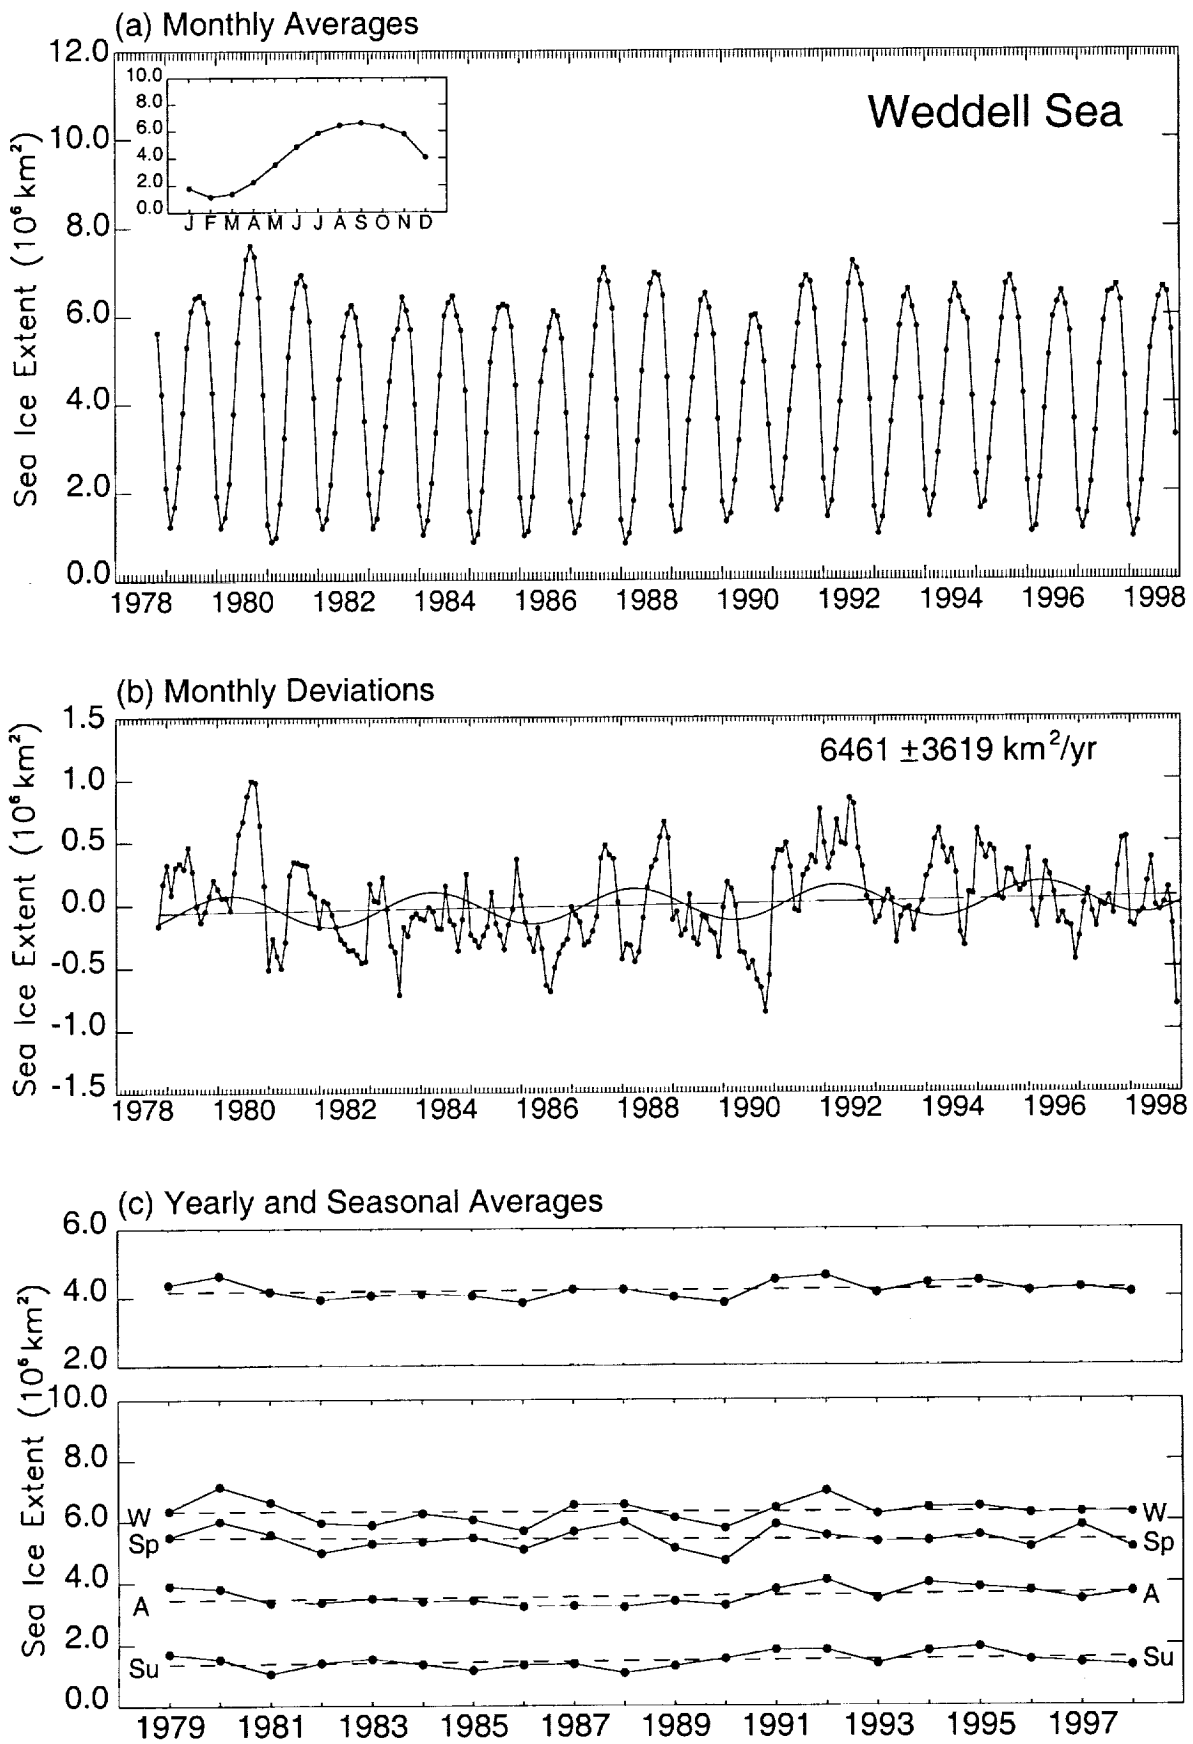 (a) Monthly Averages
Weddell Sea
Sea Ice Extent (10⁶ km²)
12.0
10.0
8.0
6.0
4.0
2.0
0.0
10.0
8.0
6.0
4.0
2.0
0.0
J F M A M J J A S O N D
1978 1980 1982 1984 1986 1988 1990 1992 1994 1996 1998
(b) Monthly Deviations
6461 ±3619 km²/yr
Sea Ice Extent (10⁶ km²)
1.5
1.0
0.5
0.0
-0.5
-1.0
-1.5
1978 1980 1982 1984 1986 1988 1990 1992 1994 1996 1998
(c) Yearly and Seasonal Averages
Sea Ice Extent (10⁶ km²)
6.0
4.0
2.0
10.0
8.0
6.0
4.0
2.0
0.0
W W
Sp Sp
A A
Su Su
1979 1981 1983 1985 1987 1989 1991 1993 1995 1997